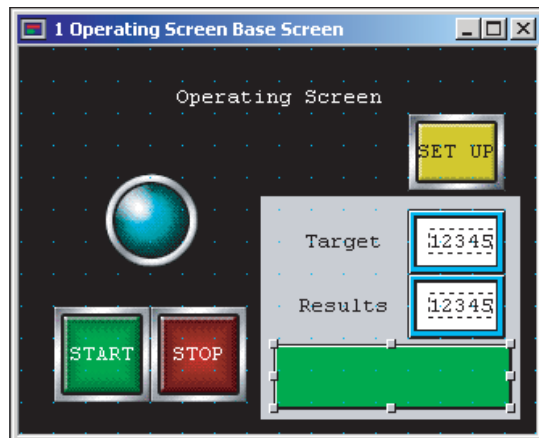 1 Operating Screen Base Screen
Operating Screen
SET UP
Target 12345
Results 12345
START STOP